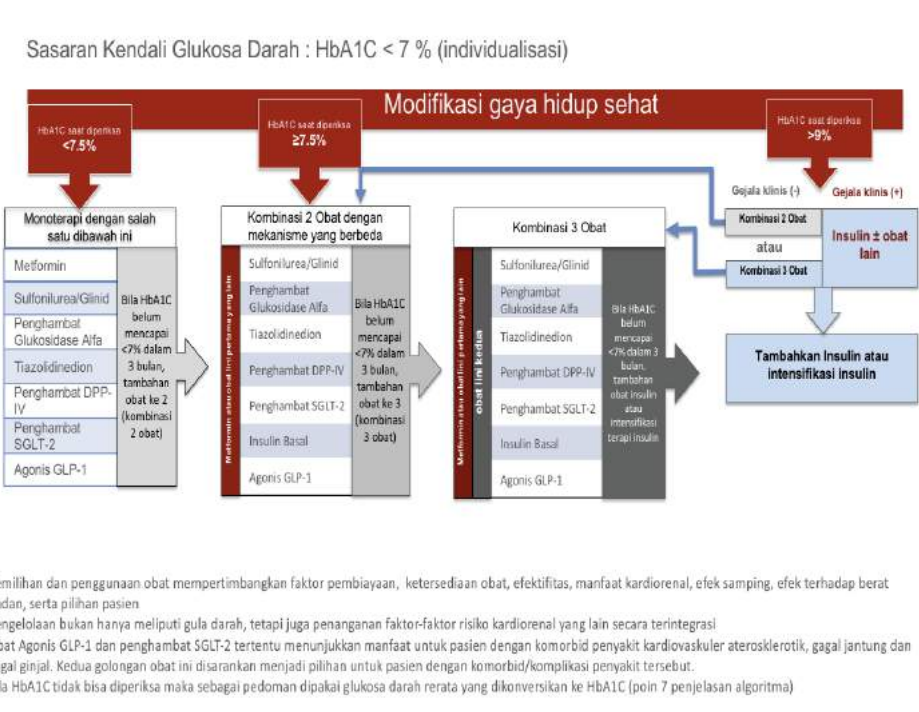 Sasaran Kendali Glukosa Darah : HbA1C < 7 % (individualisasi)
Modifikasi gaya hidup sehat
HbA1C saat diperiksa
<7.5%
HbA1C saat diperiksa
≥7.5%
HbA1C saat diperiksa
>9%
Gejala klinis (-)
Gejala klinis (+)
Monoterapi dengan salah
satu dibawah ini
Metformin
Sulfonilurea/Glinid
Penghambat
Glukosidase Alfa
Tiazolidinedion
Penghambat DPP-
IV
Penghambat
SGLT-2
Agonis GLP-1
Bila HbA1C
belum
mencapai
<7% dalam
3 bulan,
tambahan
obat ke 2
(kombinasi
2 obat)
Kombinasi 2 Obat dengan
mekanisme yang berbeda
Metformin atau obat lini pertama yang lain
Sulfonilurea/Glinid
Penghambat
Glukosidase Alfa
Tiazolidinedion
Penghambat DPP-IV
Penghambat SGLT-2
Insulin Basal
Agonis GLP-1
Bila HbA1C
belum
mencapai
<7% dalam
3 bulan,
tambahan
obat ke 3
(kombinasi
3 obat)
Kombinasi 3 Obat
Metformin atau obat lini pertama yang lain
obat lini kedua
Sulfonilurea/Glinid
Penghambat
Glukosidase Alfa
Tiazolidinedion
Penghambat DPP-IV
Penghambat SGLT-2
Insulin Basal
Agonis GLP-1
Bila HbA1C
belum
mencapai
<7% dalam 3
bulan,
tambahan
obat insulin
atau
intensifikasi
terapi insulin
Kombinasi 2 Obat
atau
Kombinasi 3 Obat
Insulin ± obat
lain
Tambahkan Insulin atau
intensifikasi insulin
emilihan dan penggunaan obat mempertimbangkan faktor pembiayaan, ketersediaan obat, efektifitas, manfaat kardiorenal, efek samping, efek terhadap berat
adan, serta pilihan pasien
engelolaan bukan hanya meliputi gula darah, tetapi juga penanganan faktor-faktor risiko kardiorenal yang lain secara terintegrasi
bat Agonis GLP-1 dan penghambat SGLT-2 tertentu menunjukkan manfaat untuk pasien dengan komorbid penyakit kardiovaskuler aterosklerotik, gagal jantung dan
gal ginjal. Kedua golongan obat ini disarankan menjadi pilihan untuk pasien dengan komorbid/komplikasi penyakit tersebut.
la HbA1C tidak bisa diperiksa maka sebagai pedoman dipakai glukosa darah rerata yang dikonversikan ke HbA1C (poin 7 penjelasan algoritma)